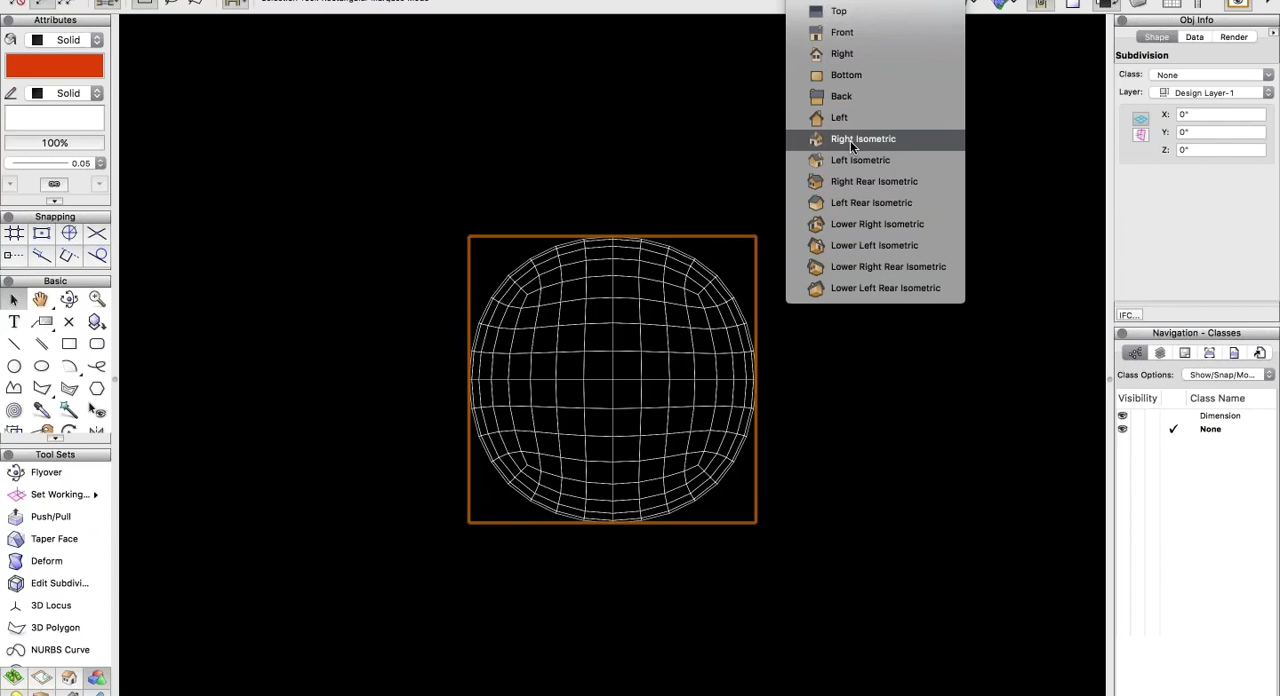 Attributes
Solid
Solid
100%
0.05
Snapping
Basic
Tool Sets
Flyover
Set Working...
Push/Pull
Taper Face
Deform
Edit Subdivi...
3D Locus
3D Polygon
NURBS Curve
Top
Front
Right
Bottom
Back
Left
Right Isometric
Left Isometric
Right Rear Isometric
Left Rear Isometric
Lower Right Isometric
Lower Left Isometric
Lower Right Rear Isometric
Lower Left Rear Isometric
Obj Info
Shape Data Render
Subdivision
Class: None
Layer: Design Layer-1
X: 0"
Y: 0"
Z: 0"
IFC...
Navigation - Classes
Class Options: Show/Snap/Mo...
Visibility Class Name
Dimension
None